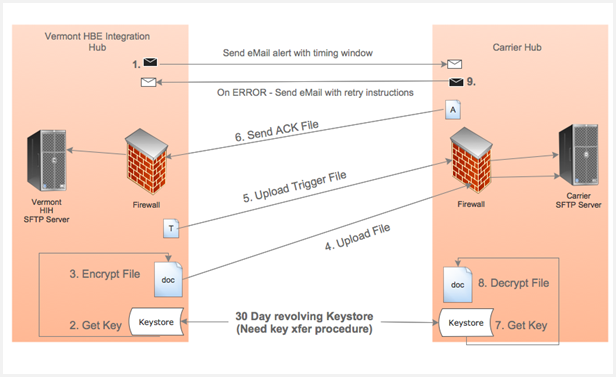 Vermont HBE Integration
Hub
Carrier Hub
Send eMail alert with timing window
1.
On ERROR - Send eMail with retry instructions
9.
A
6. Send ACK File
5. Upload Trigger File
Vermont
HIH
SFTP Server
Firewall
Firewall
Carrier
SFTP Server
T
4. Upload File
3. Encrypt File
doc
doc
8. Decrypt File
2. Get Key
Keystore
30 Day revolving Keystore
(Need key xfer procedure)
Keystore
7. Get Key